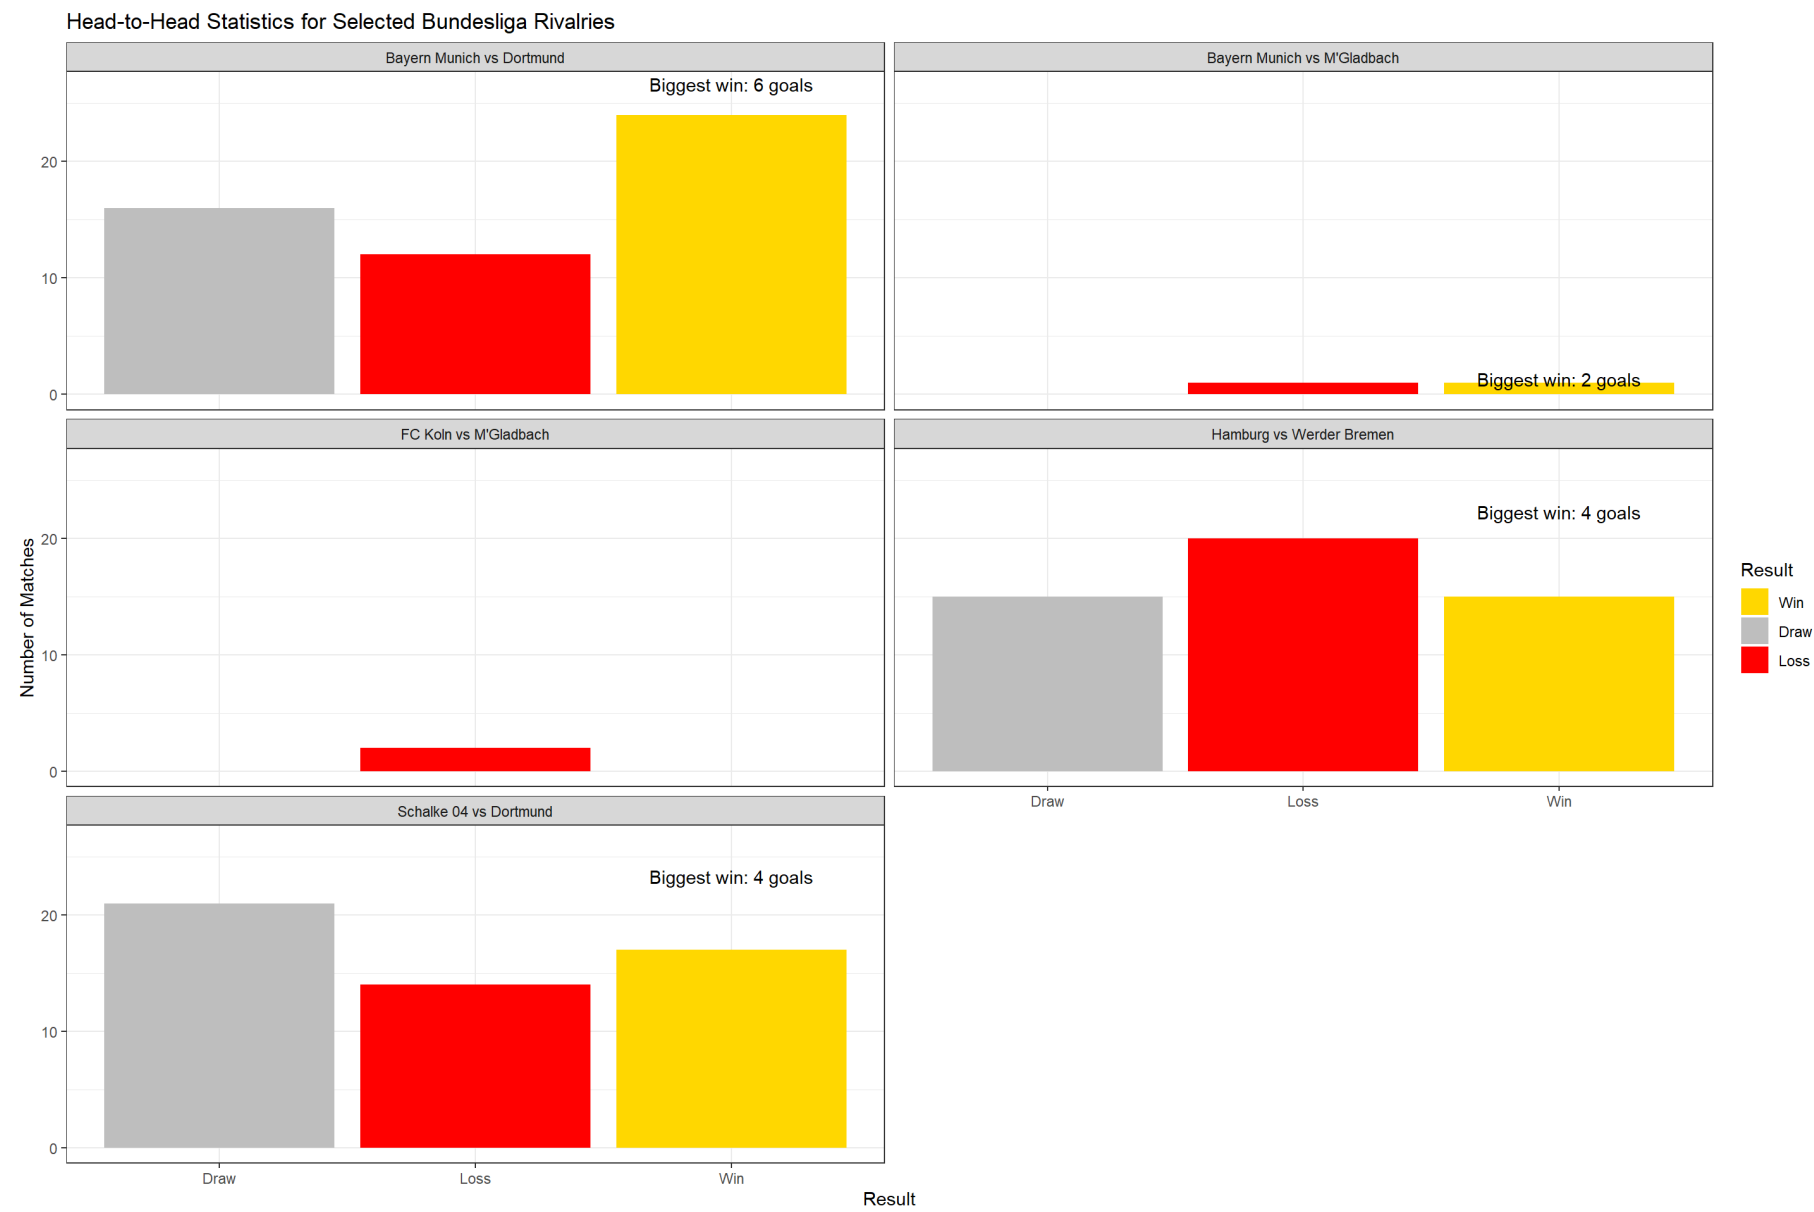 Head-to-Head Statistics for Selected Bundesliga Rivalries
Bayern Munich vs Dortmund
Biggest win: 6 goals
20
10
0
Bayern Munich vs M'Gladbach
Biggest win: 2 goals
FC Koln vs M'Gladbach
20
10
0
Hamburg vs Werder Bremen
Biggest win: 4 goals
Draw Loss Win
Schalke 04 vs Dortmund
Biggest win: 4 goals
20
10
0
Draw Loss Win
Result
Number of Matches
Result
Win
Draw
Loss